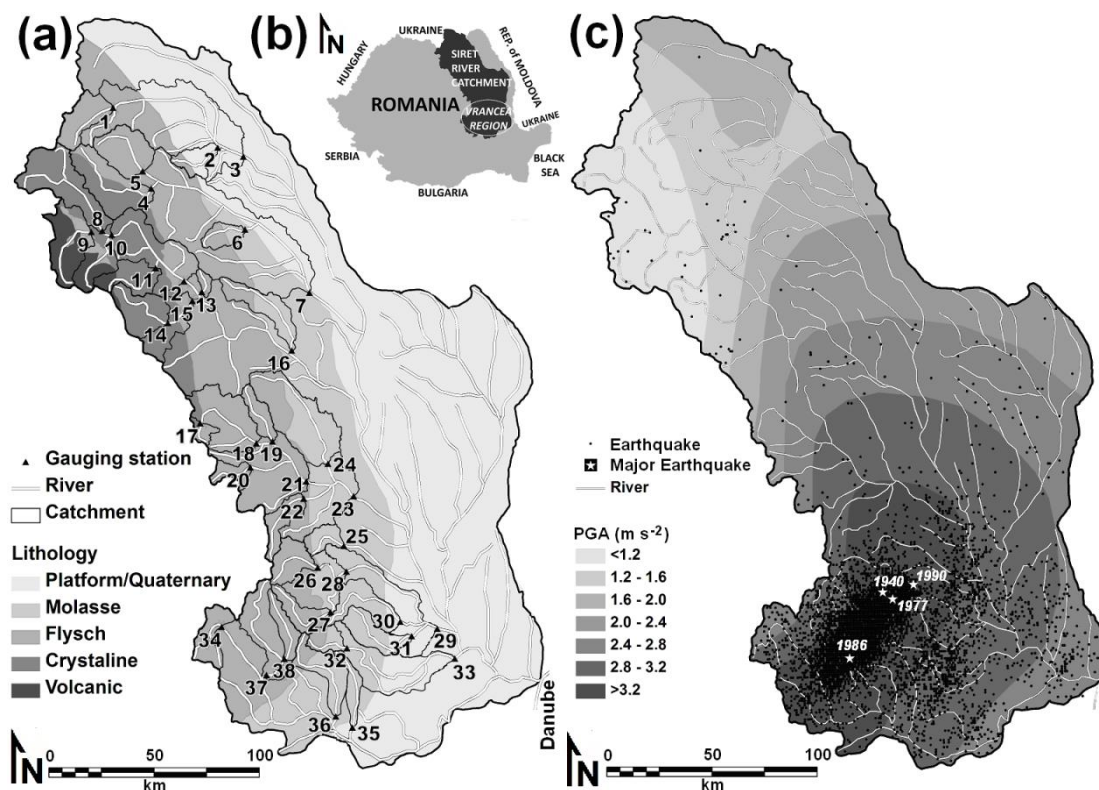 (a)
(b)
(c)
N
UKRAINE
HUNGARY
REP. of MOLDOVA
SIRET
RIVER
CATCHMENT
ROMANIA
VRANCEA
REGION
UKRAINE
SERBIA
BLACK
SEA
BULGARIA
1
2
3
5
4
6
8
9
10
11
12
13
7
15
14
16
17
18
19
20
24
21
23
22
25
26
28
30
27
31
29
34
32
33
38
37
36
35
Gauging station
River
Catchment
Lithology
Platform/Quaternary
Molasse
Flysch
Crystaline
Volcanic
N
0 50 100
km
Danube
Earthquake
Major Earthquake
River
PGA (m s-2)
<1.2
1.2 - 1.6
1.6 - 2.0
2.0 - 2.4
2.4 - 2.8
2.8 - 3.2
>3.2
1940
1990
1977
1986
N
0 50 100
km